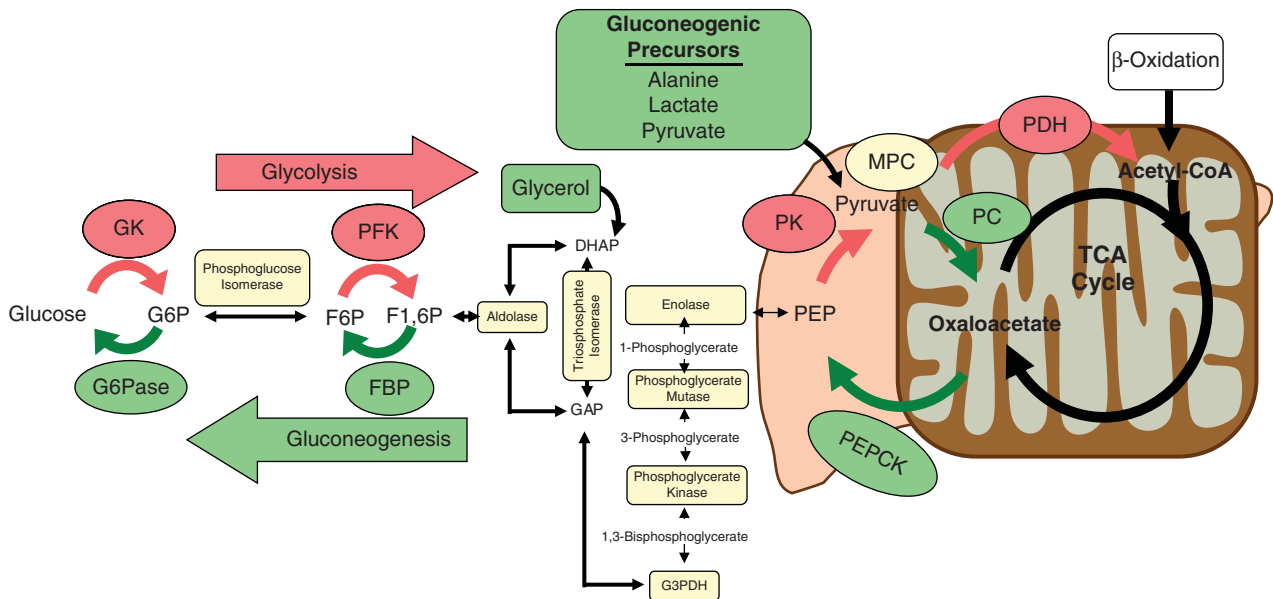 Gluconeogenic
Precursors
Alanine
Lactate
Pyruvate
β-Oxidation
PDH
MPC
Acetyl-CoA
Glycolysis
Glycerol
Pyruvate
PC
PK
GK
PFK
DHAP
TCA
Cycle
Phosphoglucose
Isomerase
Triosphosphate
Isomerase
Enolase
Glucose
G6P
F6P
F1,6P
Aldolase
PEP
Oxaloacetate
1-Phosphoglycerate
G6Pase
FBP
Phosphoglycerate
Mutase
GAP
Gluconeogenesis
3-Phosphoglycerate
PEPCK
Phosphoglycerate
Kinase
1,3-Bisphosphoglycerate
G3PDH